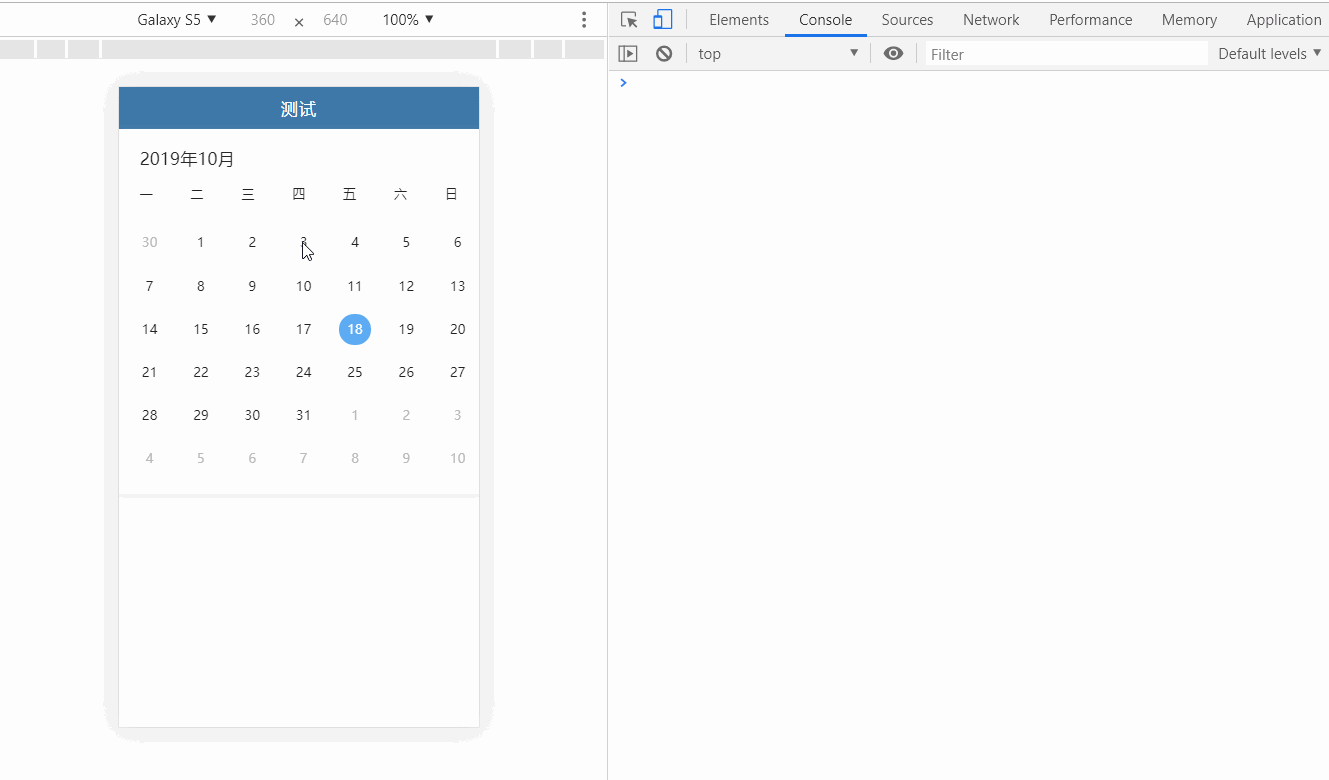 Galaxy S5 ▼ 360 × 640 100% ▼
Elements Console Sources Network Performance Memory Application
top ▼ Filter Default levels ▼
测试
2019年10月
一 二 三 四 五 六 日
30 1 2 3 4 5 6
7 8 9 10 11 12 13
14 15 16 17 18 19 20
21 22 23 24 25 26 27
28 29 30 31 1 2 3
4 5 6 7 8 9 10